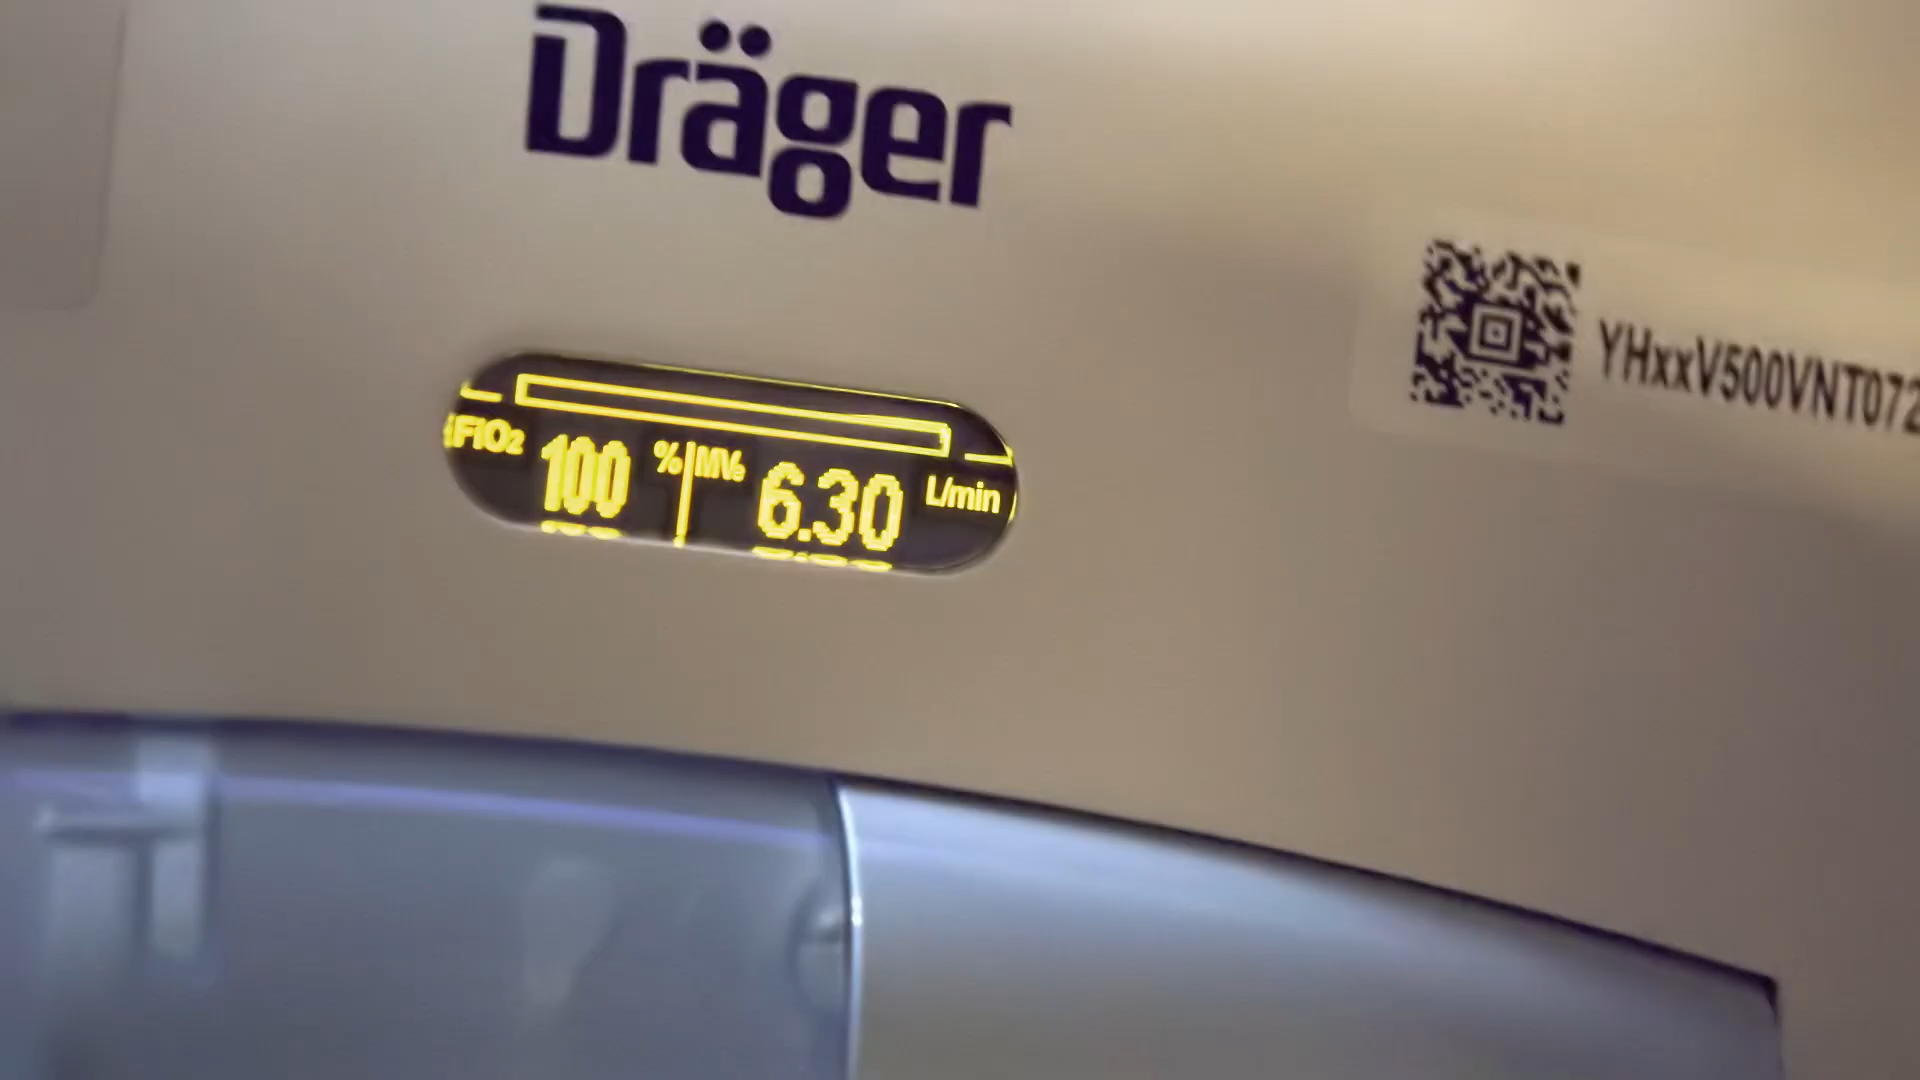 Dräger
YHxxV500VNT072
FiO₂ 100 % MVe 6.30 L/min